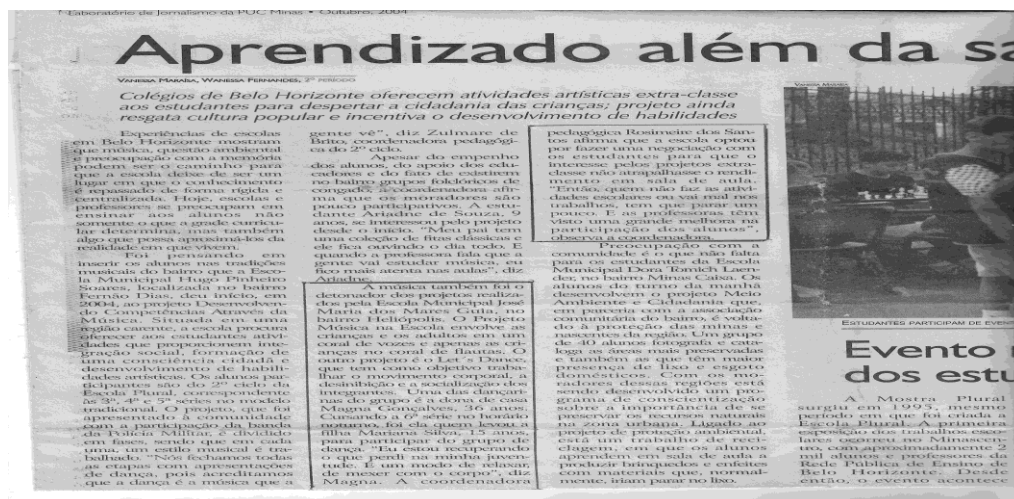 Laboratório de Jornalismo da PUC Minas • Outubro, 2004
Aprendizado além da sa
VANESSA MARAÍSA, WANESSA FERNANDES, 2º PERÍODO
Colégios de Belo Horizonte oferecem atividades artísticas extra-classe
aos estudantes para despertar a cidadania das crianças; projeto ainda
resgata cultura popular e incentiva o desenvolvimento de habilidades
Experiências de escolas
em Belo Horizonte mostram
que música, questão ambiental
e preocupação com a memória
podem ser o caminho para
que a escola deixe de ser um
lugar em que o conhecimento
é repassado de forma rígida e
centralizada. Hoje, escolas e
professores se preocupam em
ensinar aos alunos não
somente o que a grade curricu-
lar determina, mas também
algo que possa aproximá-los da
realidade em que vivem.
Foi pensando em
inserir os alunos nas tradições
musicais do bairro que a Esco-
la Municipal Hugo Pinheiro
Soares, localizada no bairro
Fernão Dias, deu início, em
2004, ao projeto Desenvolven-
do Competências Através da
Música. Situada em uma
região carente, a escola procura
oferecer aos estudantes ativi-
dades que proporcionem inte-
gração social, formação de
uma consciência cidadã e
desenvolvimento de habili-
dades artísticas. Os alunos par-
ticipantes são do 2º ciclo da
Escola Plural, correspondente
às 3ª, 4ª e 5ª séries no modelo
tradicional. O projeto, que foi
apresentado à comunidade
com a participação da banda
da Polícia Militar, é dividido
em fases, sendo que em cada
uma, um estilo musical é tra-
balhado. "Nós fechamos todas
as etapas com apresentações
de dança, pois acreditamos
que a dança é a música que a
gente vê", diz Zulmare de
Brito, coordenadora pedagógi-
ca do 2º ciclo.
Apesar do empenho
dos alunos, do apoio dos edu-
cadores e do fato de existirem
no bairro grupos folclóricos de
congado, a coordenadora afir-
ma que os moradores são
pouco participativos. A estu-
dante Ariadne de Souza, 9
anos, se interessou pelo projeto
desde o início. "Meu pai tem
uma coleção de fitas clássicas e
ele fica ouvindo o dia todo. E
quando a professora fala que a
gente vai estudar música, eu
fico mais atenta nas aulas", diz
Ariadne.
A música também foi o
detonador dos projetos realiza-
dos pela Escola Municipal José
Maria dos Mares Guia, no
bairro Heliópolis. O Projeto
Música na Escola envolve as
crianças e os adultos em um
coral de vozes e apenas as cri-
anças no coral de flautas. O
outro projeto é o Let's Dance,
que tem como objetivo traba-
lhar o movimento corporal, a
desinibição e a socialização dos
integrantes. Uma das dançari-
nas do grupo é a dona de casa
Magna Gonçalves, 36 anos.
Cursando a 6ª série no horário
noturno, foi ela quem levou a
filha Mariana Silva, 15 anos,
para participar do grupo de
dança. "Eu estou recuperando
o que perdi na minha juven-
tude. É um modo de relaxar,
de mexer com o corpo", diz
Magna. A coordenadora
pedagógica Rosimeire dos San-
tos afirma que a escola optou
por fazer uma negociação com
os estudantes para que o
interesse pelos projetos extra-
classe não atrapalhasse o rendi-
mento em sala de aula.
"Então, quem não faz as ativi-
dades escolares ou vai mal nos
trabalhos, tem que parar um
pouco. E as professoras têm
visto uma grande melhora na
participação dos alunos",
observa a coordenadora.
Preocupação com a
comunidade é o que não falta
para os estudantes da Escola
Municipal Dora Tomich Laen-
der, no bairro Minas Caixa. Os
alunos do turno da manhã
desenvolvem o projeto Meio
Ambiente e Cidadania que,
em parceria com a associação
comunitária do bairro, é volta-
do à proteção das minas e
nascentes da região. Um grupo
de 40 alunos fotografa e cata-
loga as áreas mais preservadas
e também as que têm maior
presença de lixo e esgoto
domésticos. Com os mo-
radores dessas regiões está
sendo desenvolvido um pro-
grama de conscientização
sobre a importância de se
preservar os recursos naturais
na zona urbana. Ligado ao
projeto de proteção ambiental,
está um trabalho de reci-
clagem, em que os alunos
aprendem em sala de aula a
produzir brinquedos e enfeites
com materiais que, normal-
mente, iriam parar no lixo.
ESTUDANTES PARTICIPAM DE EVEN
Evento
dos estu
A Mostra Plural
surgiu em 1995, mesmo
período em que foi criada a
Escola Plural. A primeira
exposição dos trabalhos esco-
lares ocorreu no Minascen-
tro, com aproximadamente 2
mil alunos e professores da
Rede Pública de Ensino de
Belo Horizonte. Desde
então, o evento acontece